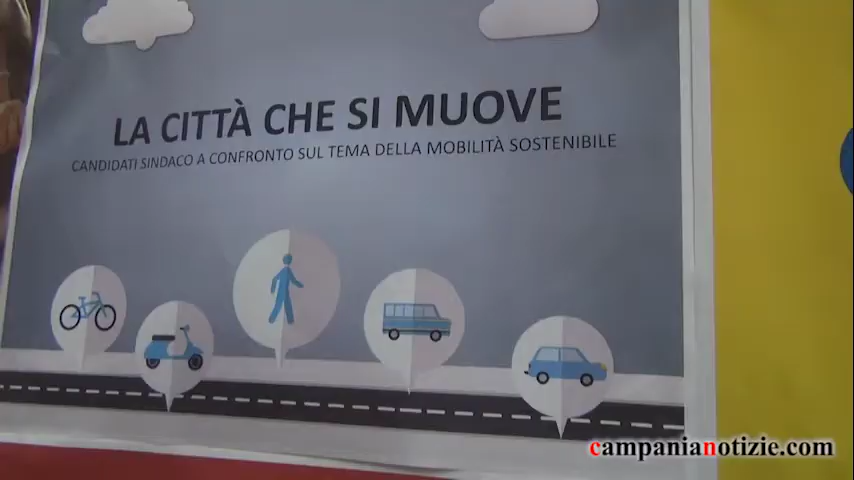 LA CITTÀ CHE SI MUOVE
CANDIDATI SINDACO A CONFRONTO SUL TEMA DELLA MOBILITÀ SOSTENIBILE
campanianotizie.com